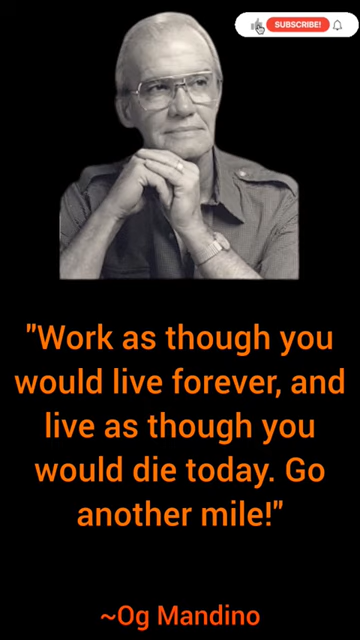 SUBSCRIBE!
"Work as though you
would live forever, and
live as though you
would die today. Go
another mile!"
~Og Mandino